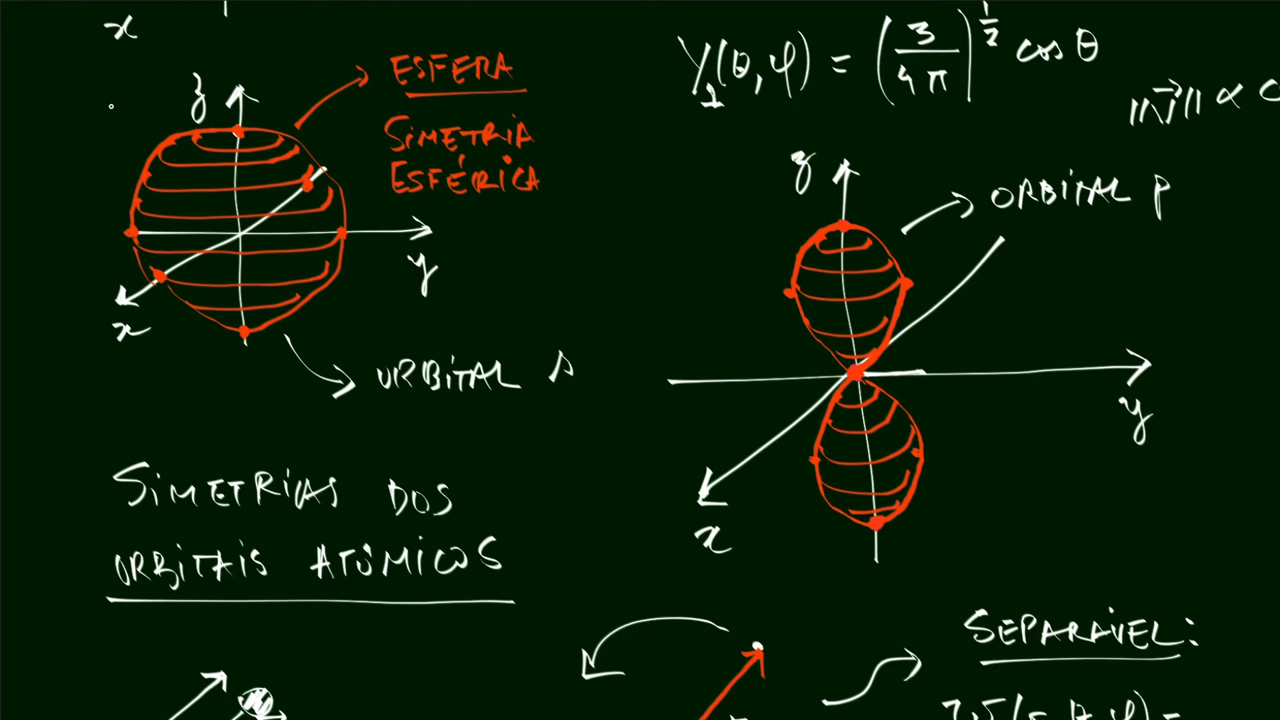 x
z
ESFERA
SIMETRIA
ESFÉRICA
y
x
ORBITAL s
Y₁(θ,φ) = (3/4π)^1/2 cos θ
z
ORBITAL p
y
x
SIMETRIAS DOS
ORBITAIS ATÔMICOS
SEPARÁVEL: